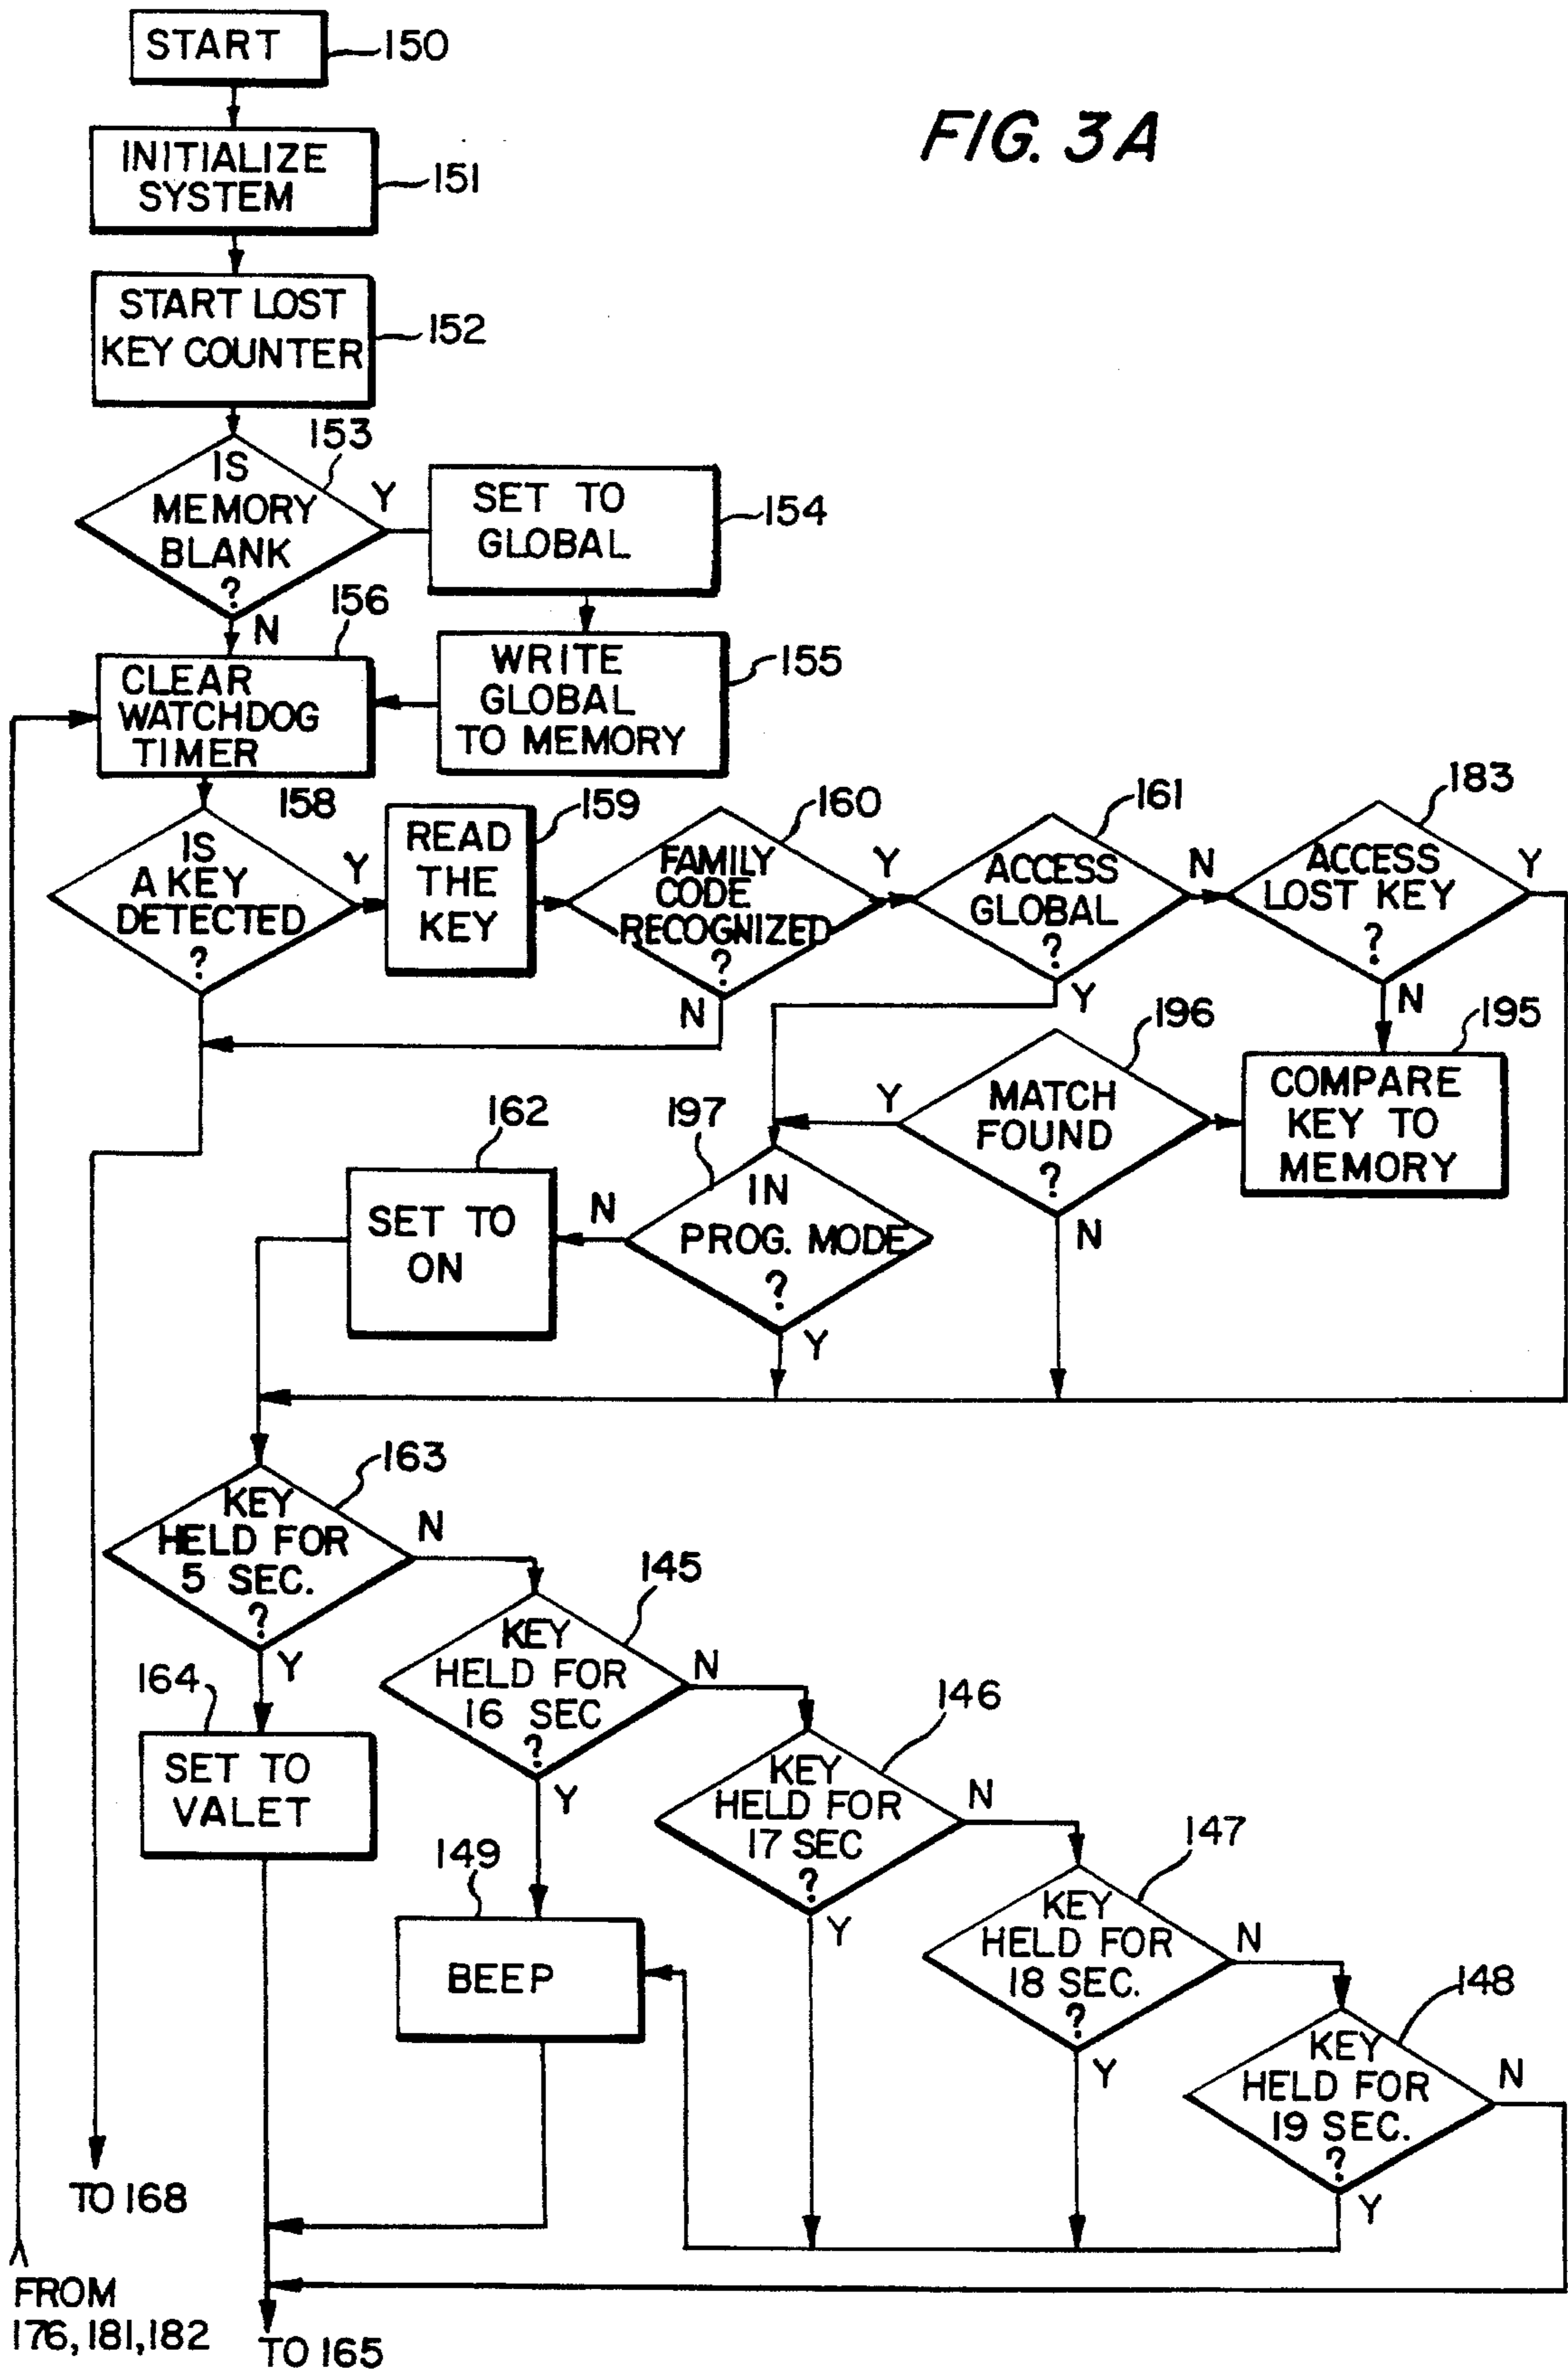 FIG. 3A
START
150
INITIALIZE
SYSTEM
151
START LOST
KEY COUNTER
152
153
IS
MEMORY
BLANK
?
Y
N
SET TO
GLOBAL
154
WRITE
GLOBAL
TO MEMORY
155
156
CLEAR
WATCHDOG
TIMER
158
IS
A KEY
DETECTED
?
Y
READ
THE
KEY
159
160
FAMILY
CODE
RECOGNIZED
?
Y
N
161
ACCESS
GLOBAL
?
N
Y
183
ACCESS
LOST KEY
?
Y
N
195
COMPARE
KEY TO
MEMORY
196
MATCH
FOUND
?
Y
N
197
IN
PROG. MODE
?
N
Y
162
SET TO
ON
163
KEY
HELD FOR
5 SEC.
?
N
Y
164
SET TO
VALET
145
KEY
HELD FOR
16 SEC
?
N
Y
149
BEEP
146
KEY
HELD FOR
17 SEC
?
N
Y
147
KEY
HELD FOR
18 SEC.
?
N
Y
148
KEY
HELD FOR
19 SEC.
?
N
Y
TO 168
FROM
176, 181, 182
TO 165